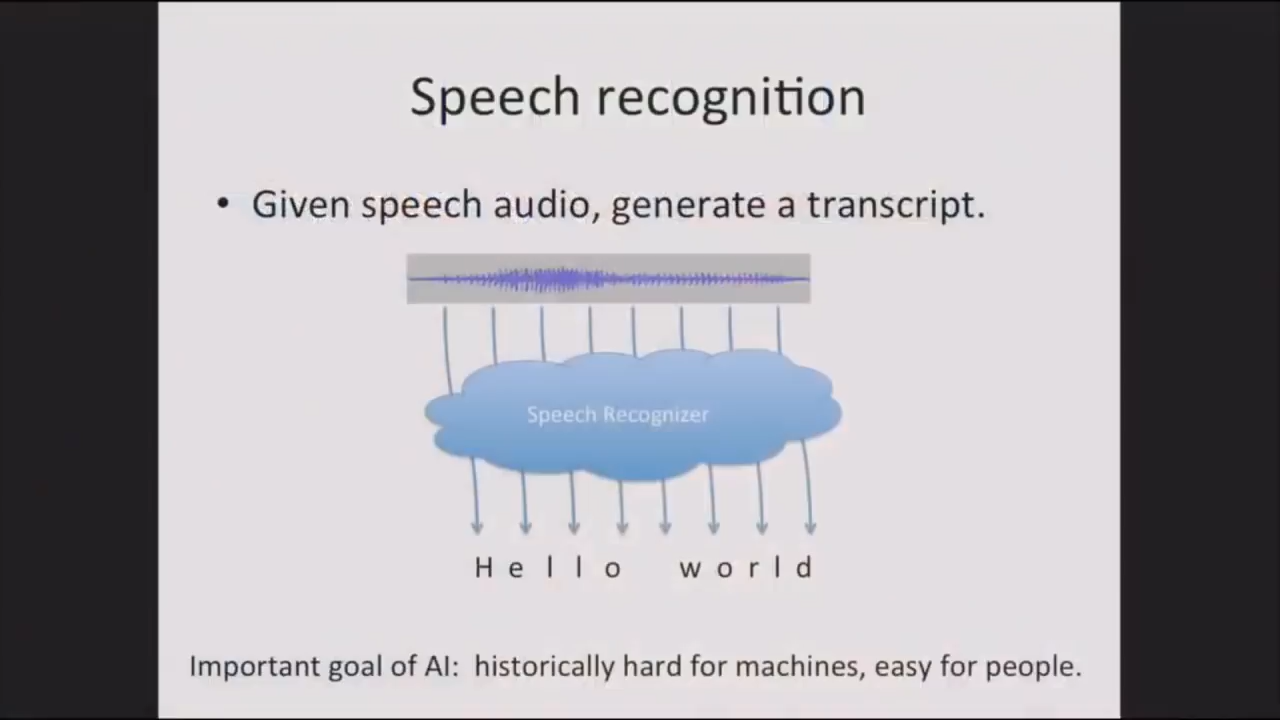 Speech recognition
• Given speech audio, generate a transcript.
Speech Recognizer
H e l l o   w o r l d
Important goal of AI:  historically hard for machines, easy for people.